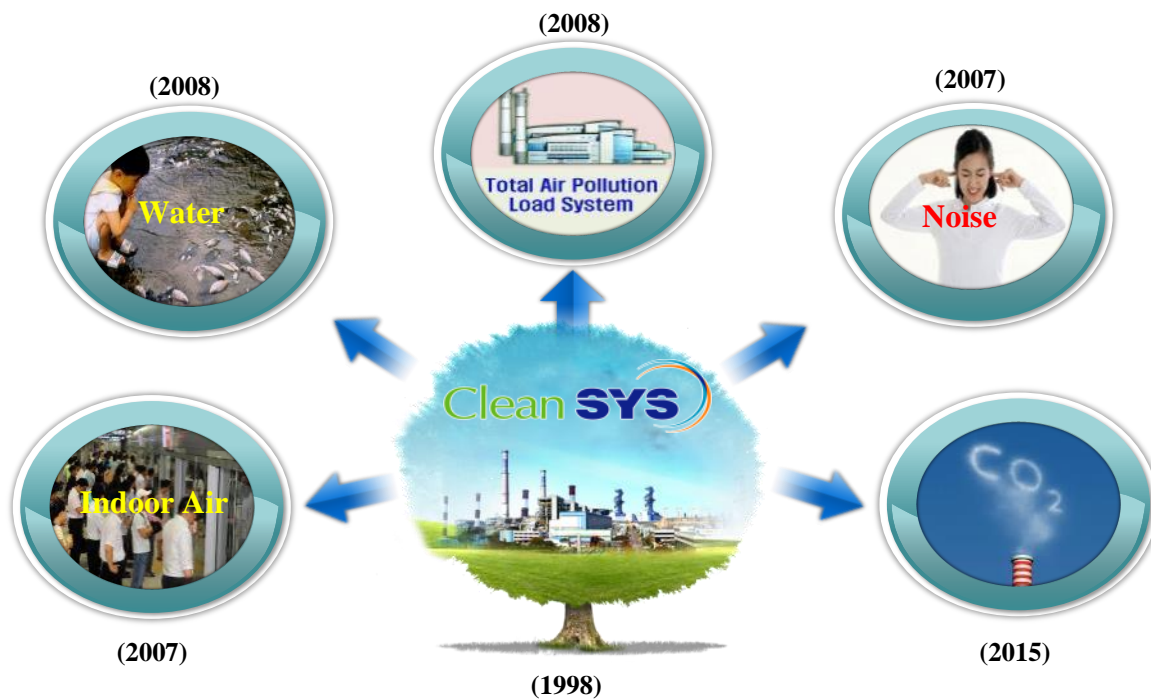 (2008)
(2008)
(2007)
Total Air Pollution
Load System
Water
Noise
Clean SYS
Indoor Air
CO2
(2007)
(1998)
(2015)